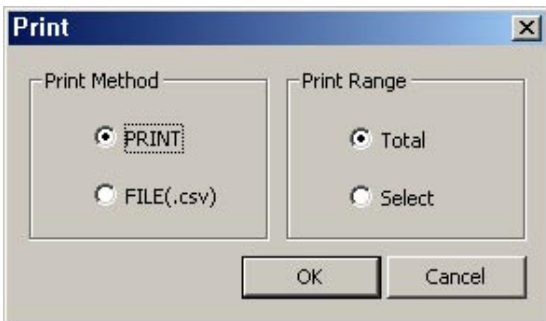 Print
Print Method
PRINT
FILE(.csv)
Print Range
Total
Select
OK
Cancel